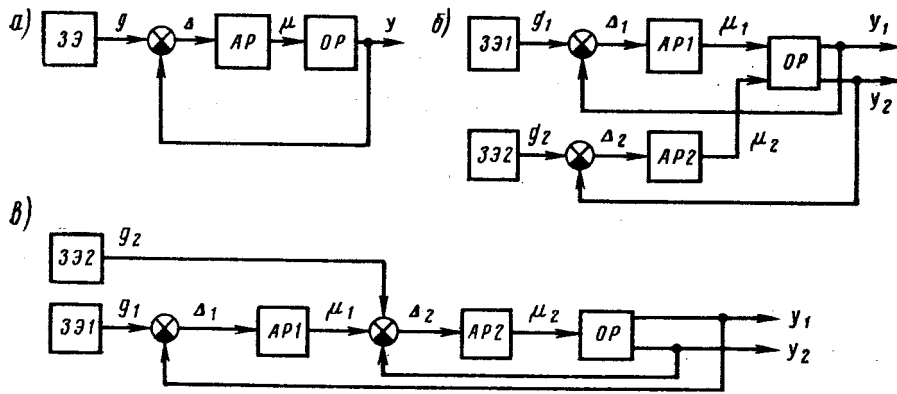 а) ЗЭ g Δ АР μ ОР y
б) ЗЭ1 g1 Δ1 АР1 μ1 ОР y1
y2
ЗЭ2 g2 Δ2 АР2 μ2
в)
ЗЭ2 g2
ЗЭ1 g1 Δ1 АР1 μ1 Δ2 АР2 μ2 ОР y1
y2